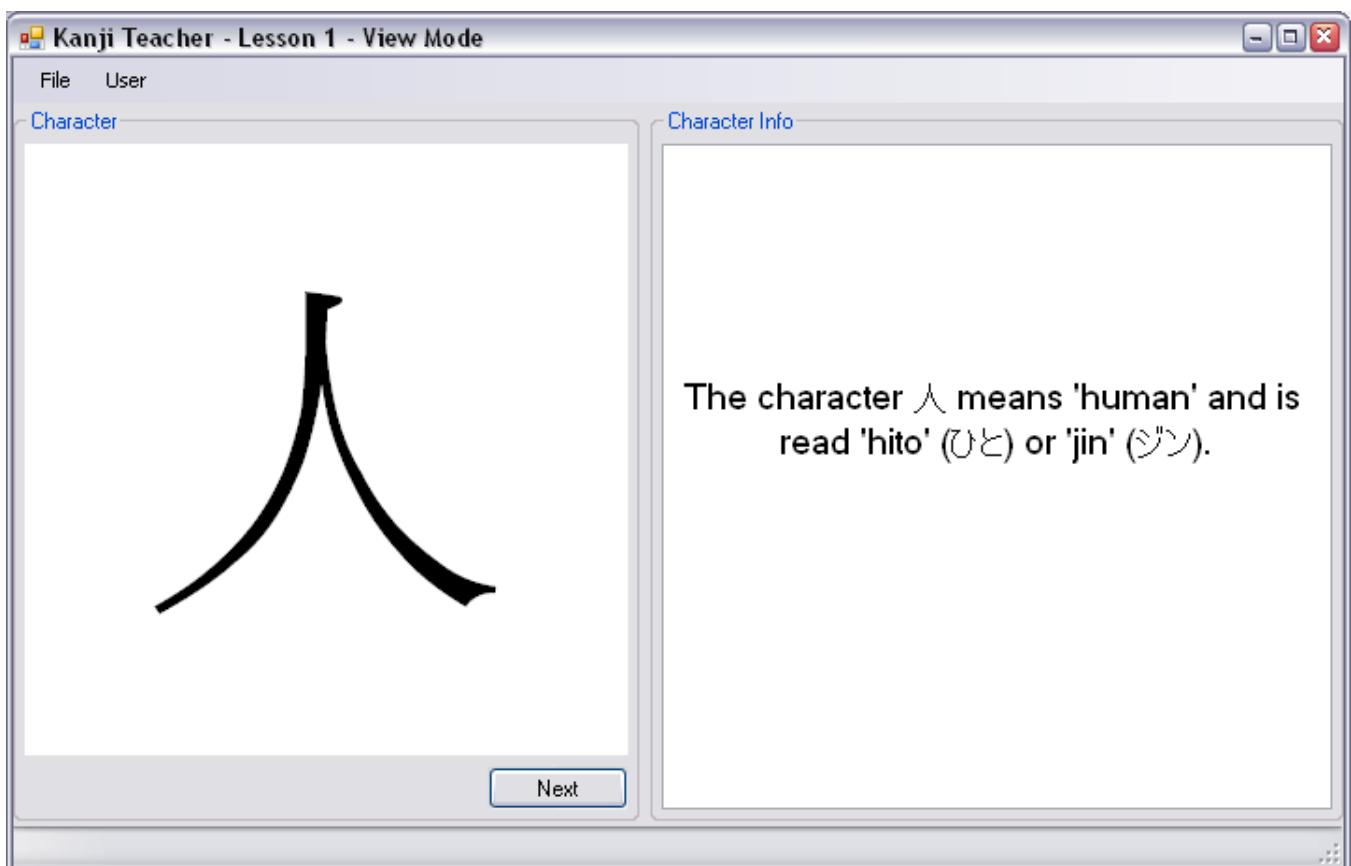 Kanji Teacher - Lesson 1 - View Mode
File User
Character
人
Next
Character Info
The character 人 means 'human' and is
read 'hito' (ひと) or 'jin' (ジン).